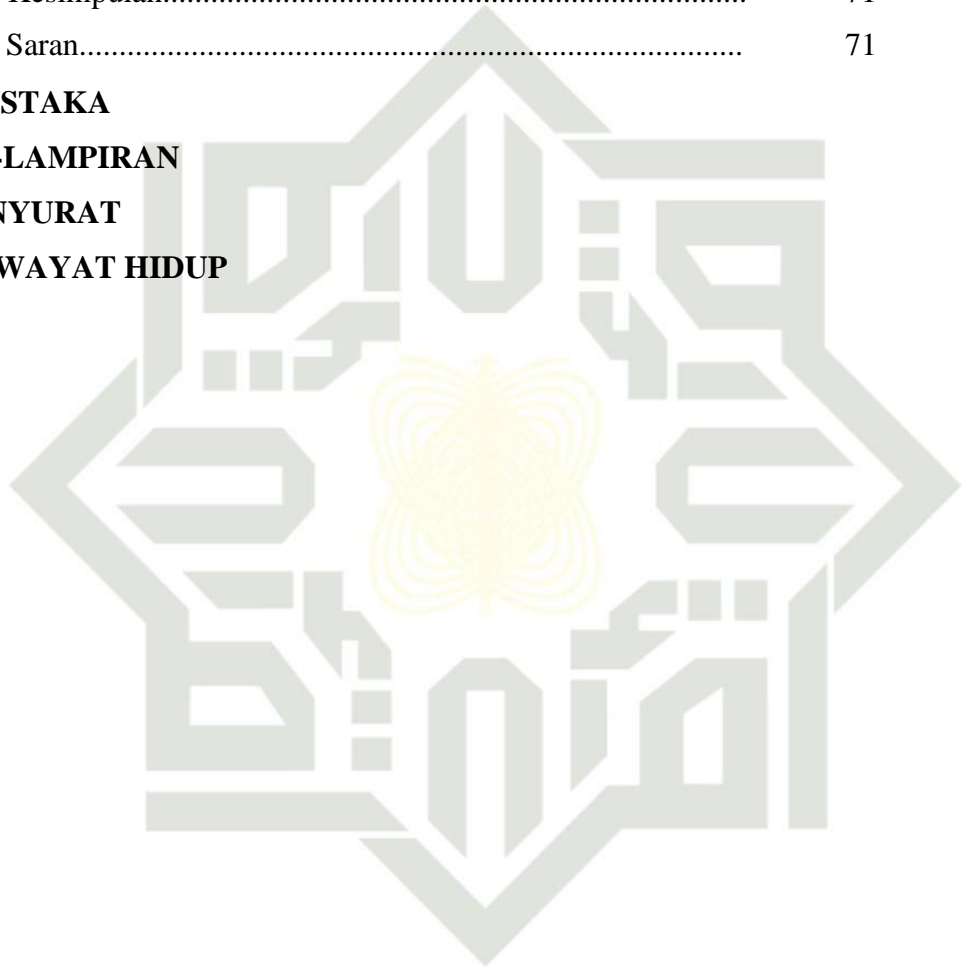 Kesimpulan......................................................................... 71
Saran................................................................................... 71
STAKA
-LAMPIRAN
NYURAT
WAYAT HIDUP